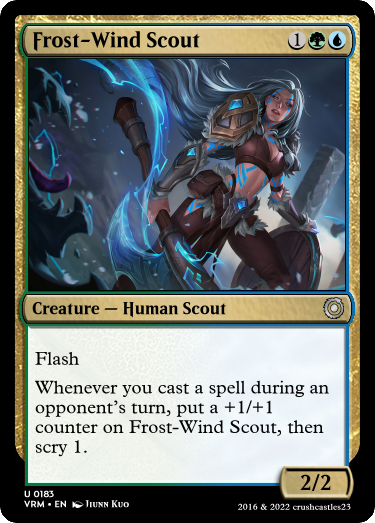 Frost-Wind Scout 1
Creature — Human Scout
Flash
Whenever you cast a spell during an
opponent's turn, put a +1/+1
counter on Frost-Wind Scout, then
scry 1.
2/2
U 0183
VRM • EN Jiunn Kuo
2016 & 2022 crushcastles23